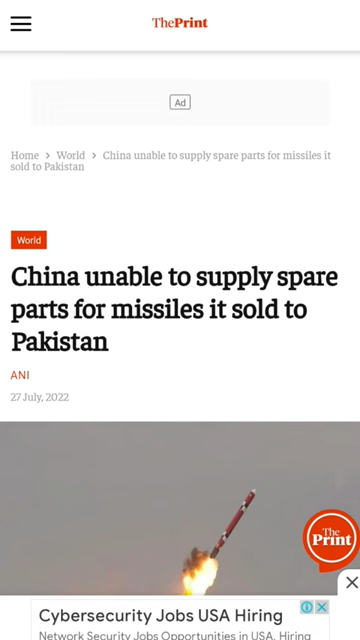 ThePrint
Ad
Home > World > China unable to supply spare parts for missiles it
sold to Pakistan
World
China unable to supply spare
parts for missiles it sold to
Pakistan
ANI
27 July, 2022
The
Print
Cybersecurity Jobs USA Hiring
Network Security Jobs Opportunities in USA. Hiring